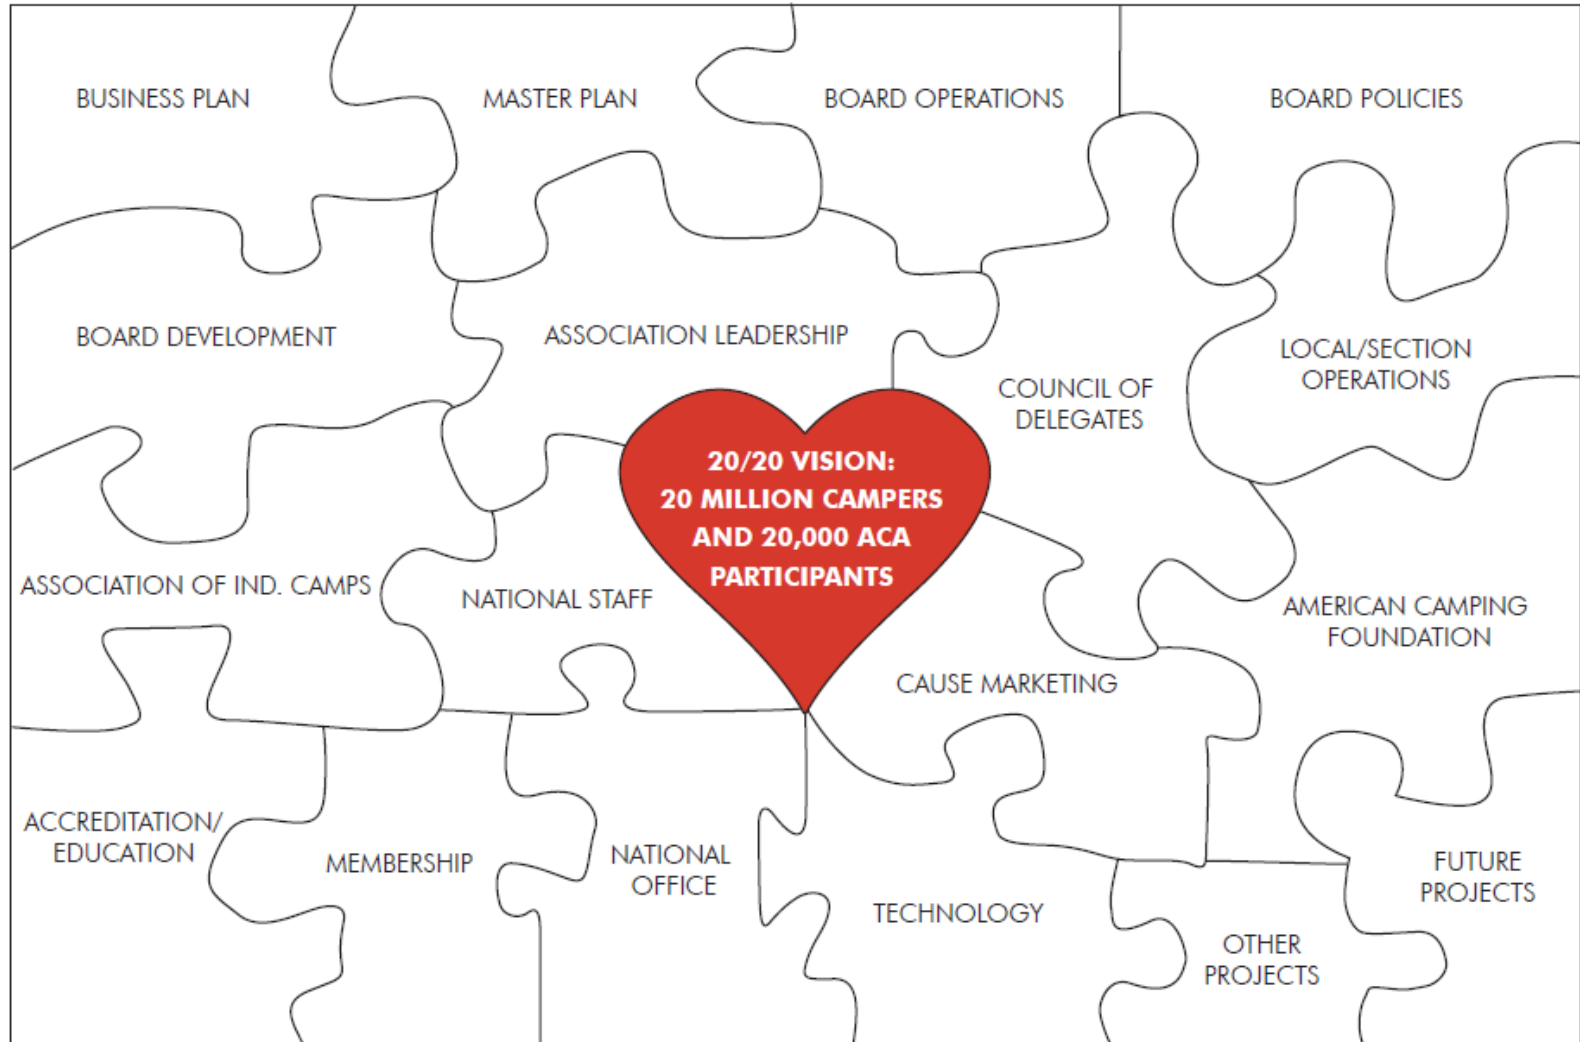 BUSINESS PLAN
MASTER PLAN
BOARD OPERATIONS
BOARD POLICIES
BOARD DEVELOPMENT
ASSOCIATION LEADERSHIP
COUNCIL OF
DELEGATES
LOCAL/SECTION
OPERATIONS
20/20 VISION:
20 MILLION CAMPERS
AND 20,000 ACA
PARTICIPANTS
ASSOCIATION OF IND. CAMPS
NATIONAL STAFF
CAUSE MARKETING
AMERICAN CAMPING
FOUNDATION
ACCREDITATION/
EDUCATION
MEMBERSHIP
NATIONAL
OFFICE
TECHNOLOGY
OTHER
PROJECTS
FUTURE
PROJECTS